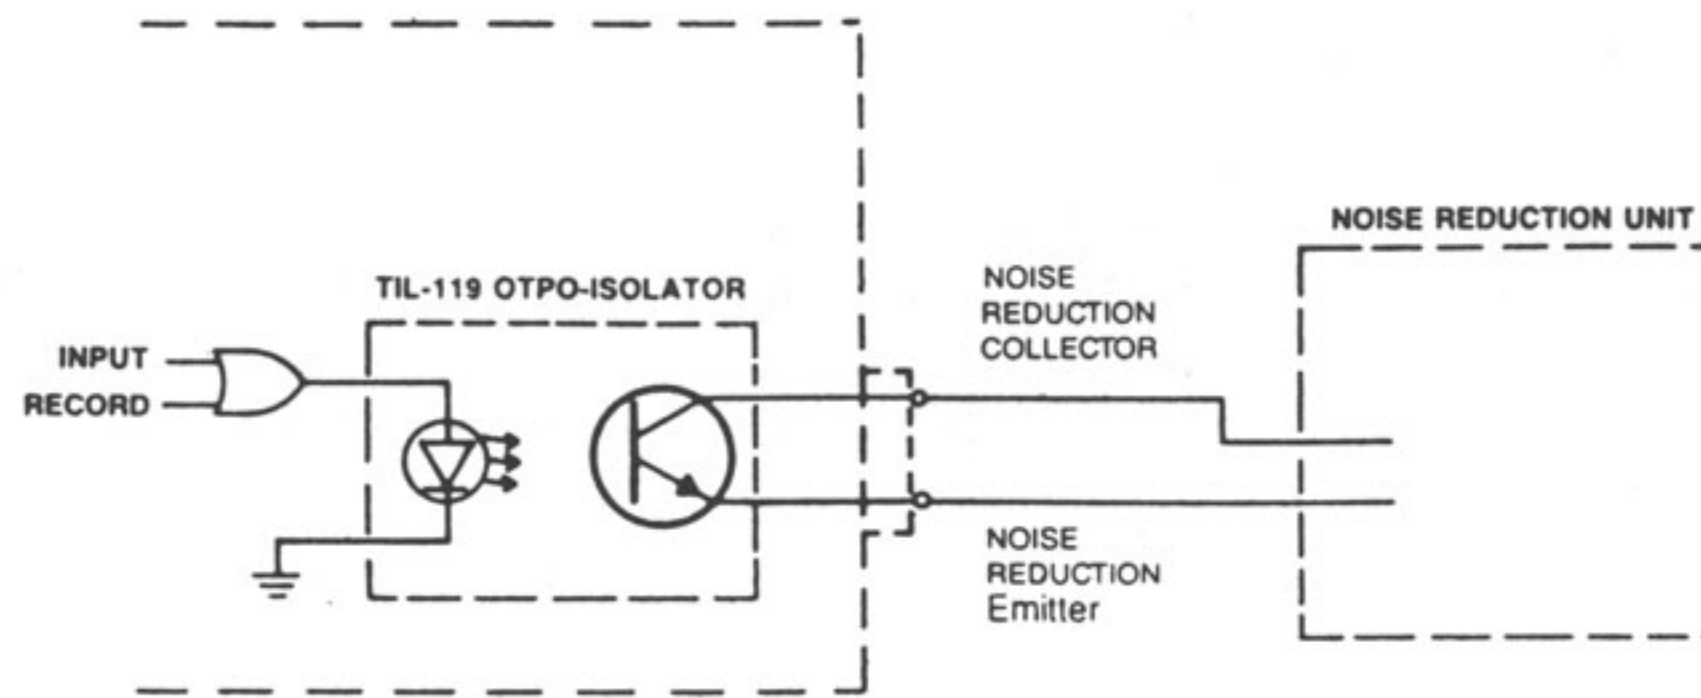 NOISE REDUCTION UNIT
TIL-119 OTPO-ISOLATOR
NOISE
REDUCTION
COLLECTOR
INPUT
RECORD
NOISE
REDUCTION
Emitter